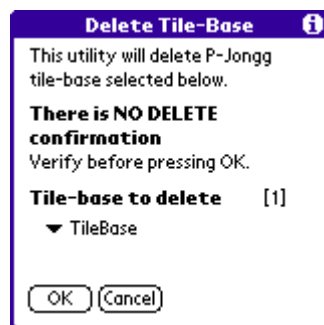 Delete Tile-Base i
This utility will delete P-Jongg
tile-base selected below.
There is NO DELETE
confirmation
Verify before pressing OK.
Tile-base to delete [1]
TileBase
OK Cancel